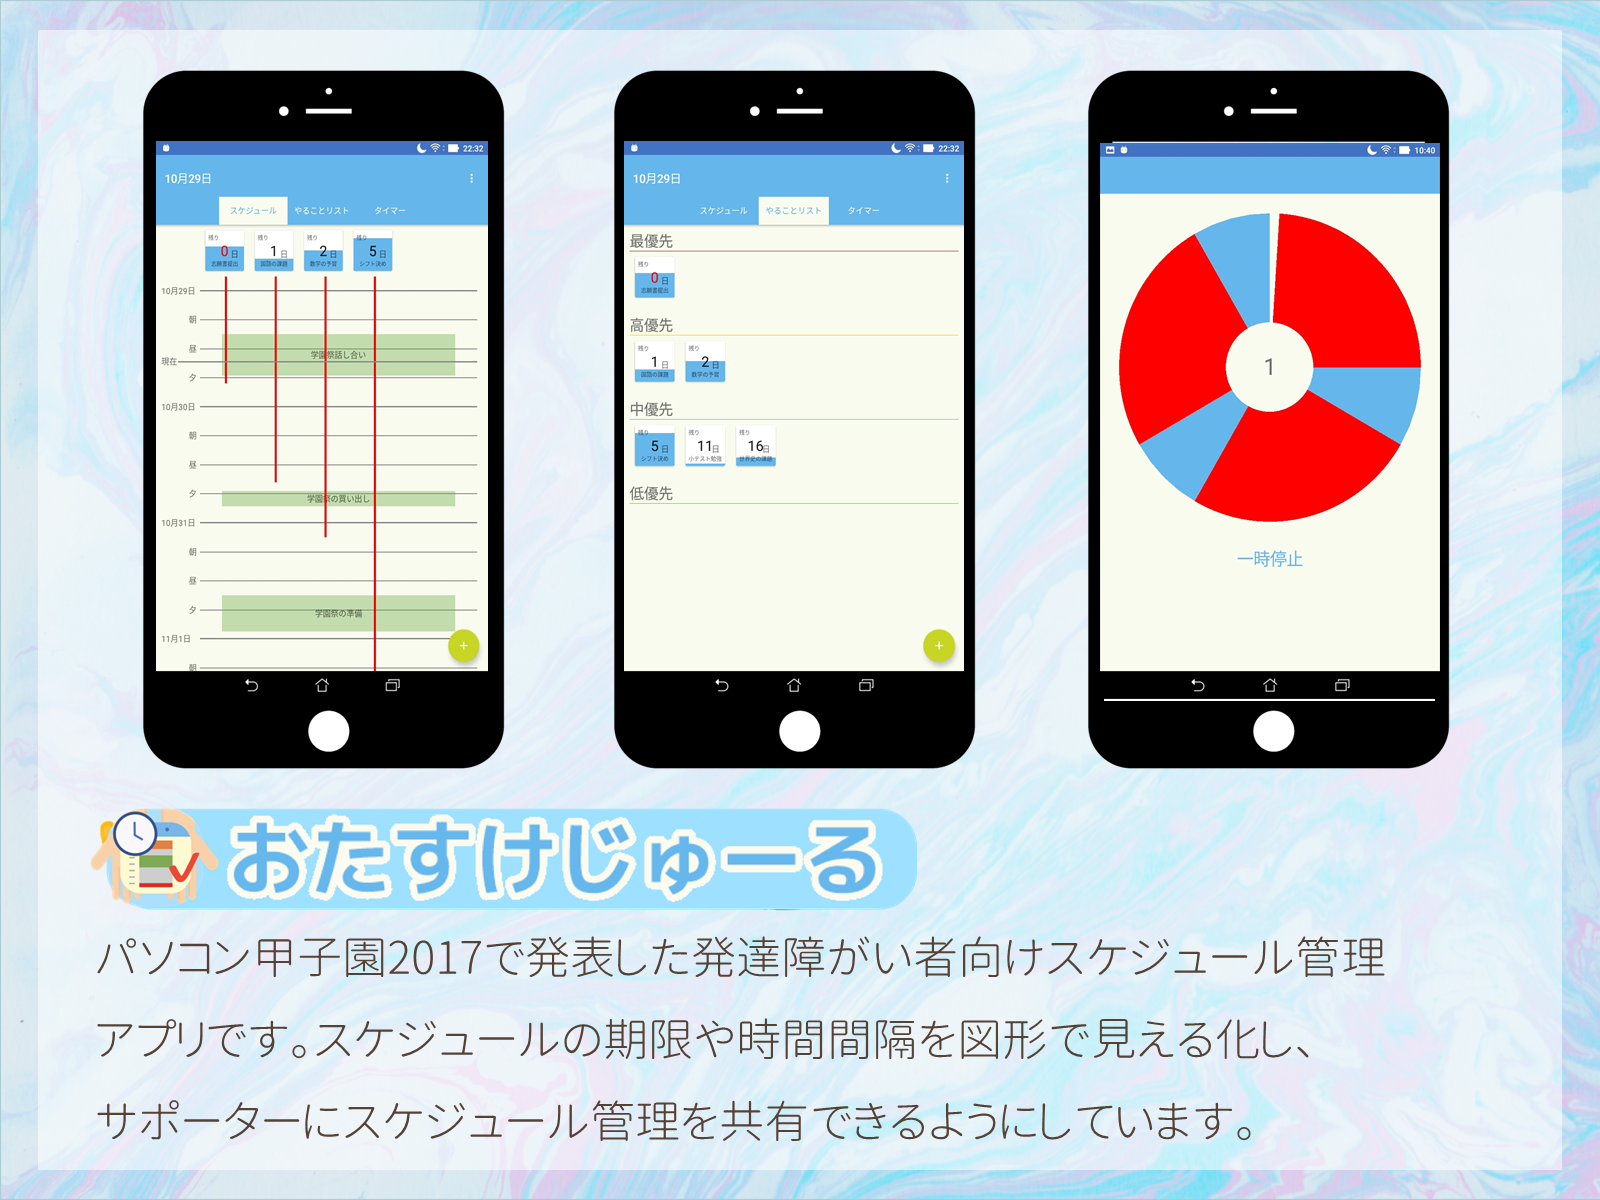 22:32
10月29日
スケジュール やることリスト タイマー
残り 残り 残り 残り
0日 1日 2日 5日
志願書提出 国語の課題 数学の予習 シフト決め
10月29日
朝
昼
学園祭話し合い
現在
夕
10月30日
朝
昼
夕
学園祭の買い出し
10月31日
朝
昼
夕
学園祭の準備
11月1日
朝
+
22:32
10月29日
スケジュール やることリスト タイマー
最優先
残り
0日
志願書提出
高優先
残り 残り
1日 2日
国語の課題 数学の予習
中優先
残り 残り 残り
5日 11日 16日
シフト決め 小テスト勉強 世界史の課題
低優先
+
10:40
1
一時停止
おたすけじゅーる
パソコン甲子園2017で発表した発達障がい者向けスケジュール管理
アプリです。スケジュールの期限や時間間隔を図形で見える化し、
サポーターにスケジュール管理を共有できるようにしています。